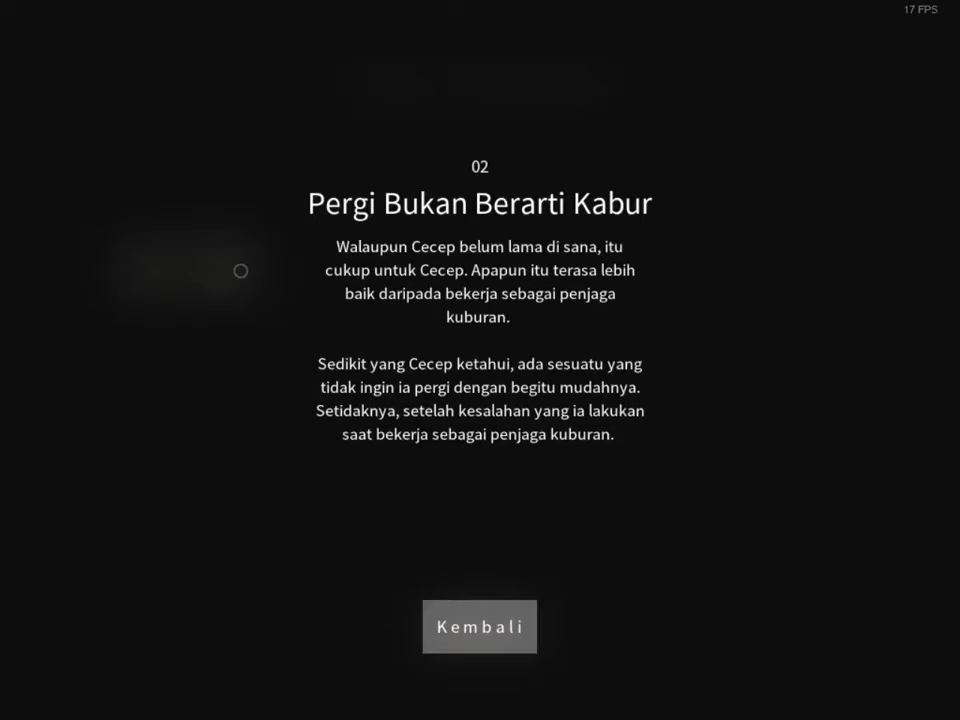 17 FPS
02
Pergi Bukan Berarti Kabur
Walaupun Cecep belum lama di sana, itu
cukup untuk Cecep. Apapun itu terasa lebih
baik daripada bekerja sebagai penjaga
kuburan.
Sedikit yang Cecep ketahui, ada sesuatu yang
tidak ingin ia pergi dengan begitu mudahnya.
Setidaknya, setelah kesalahan yang ia lakukan
saat bekerja sebagai penjaga kuburan.
Kembali